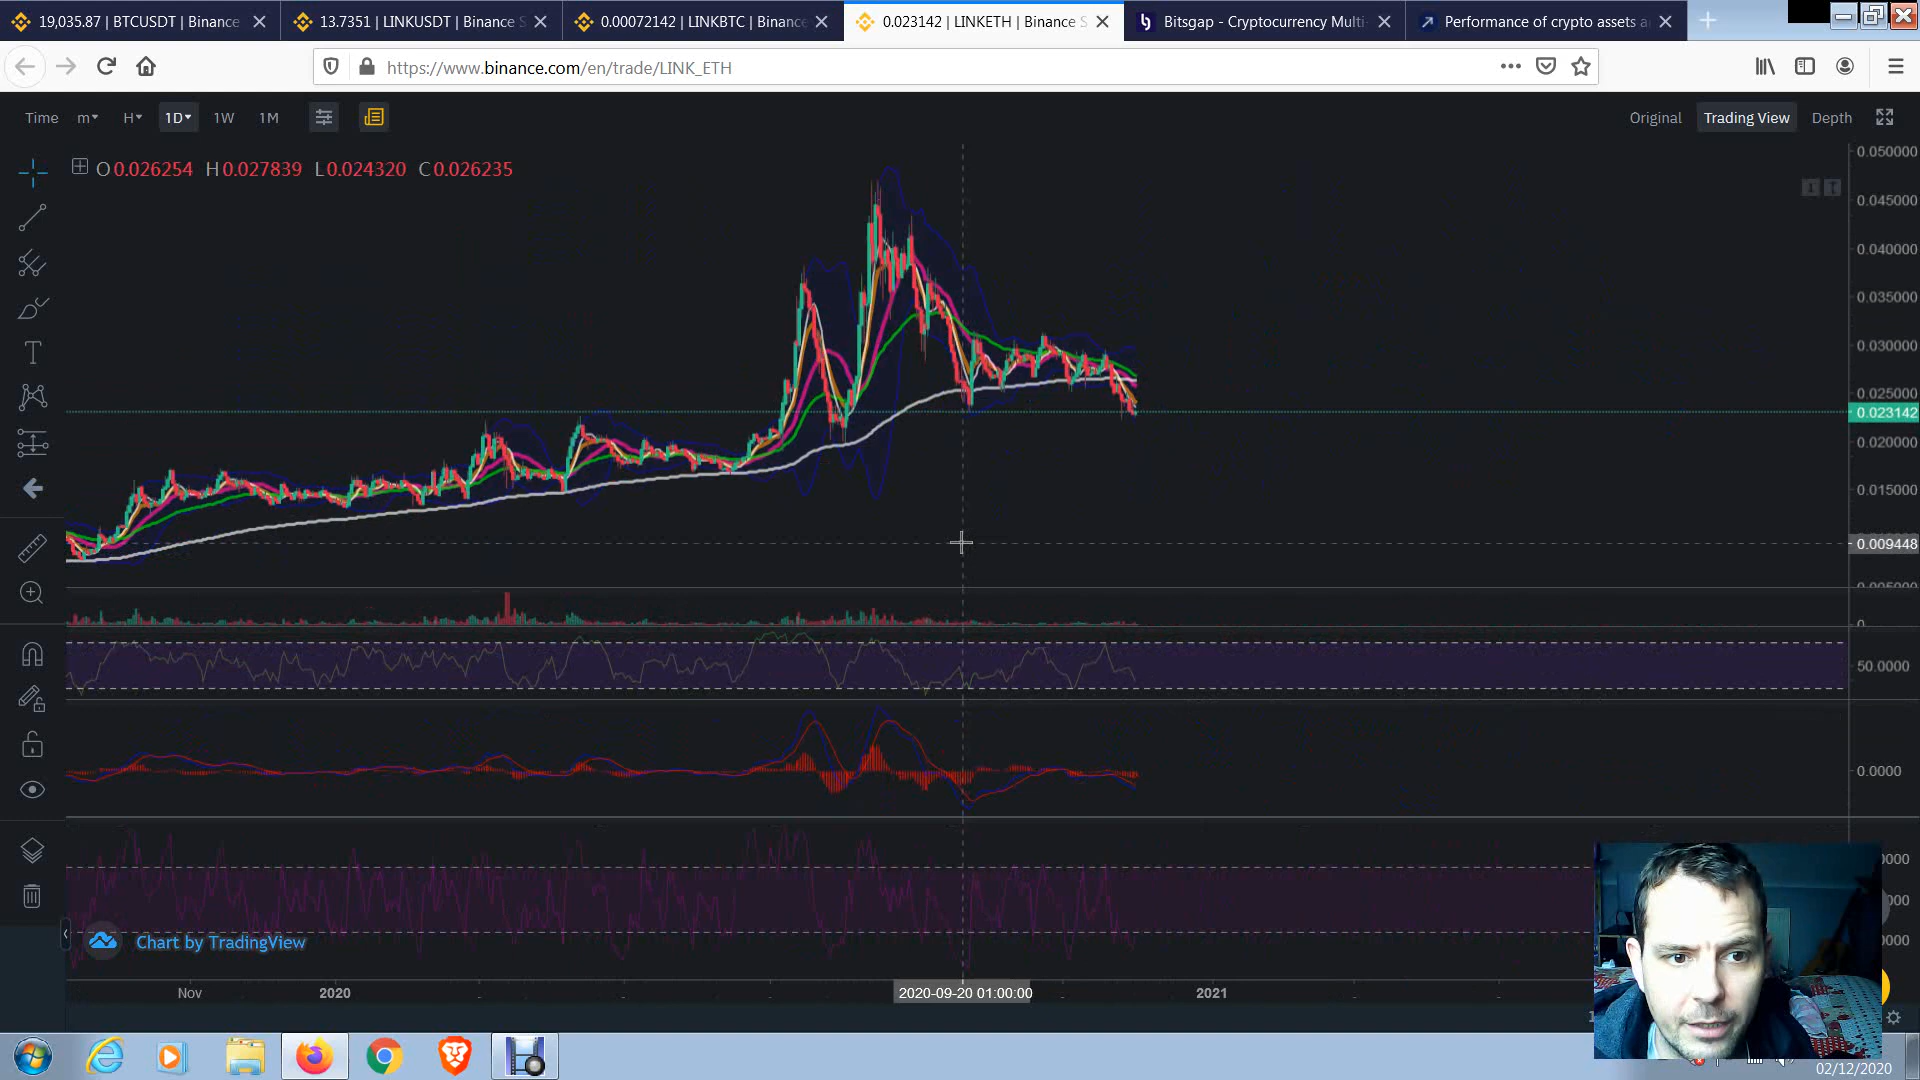 19,035.87 | BTCUSDT | Binance
13.7351 | LINKUSDT | Binance S
0.00072142 | LINKBTC | Binance
0.023142 | LINKETH | Binance S
Bitsgap - Cryptocurrency Multi-
Performance of crypto assets a
https://www.binance.com/en/trade/LINK_ETH
Time m H 1D 1W 1M
Original Trading View Depth
O 0.026254 H 0.027839 L 0.024320 C 0.026235
0.050000
0.045000
0.040000
0.035000
0.030000
0.025000
0.023142
0.020000
0.015000
0.009448
0.005000
0
50.0000
0.0000
Chart by TradingView
Nov 2020 2020-09-20 01:00:00 2021
02/12/2020